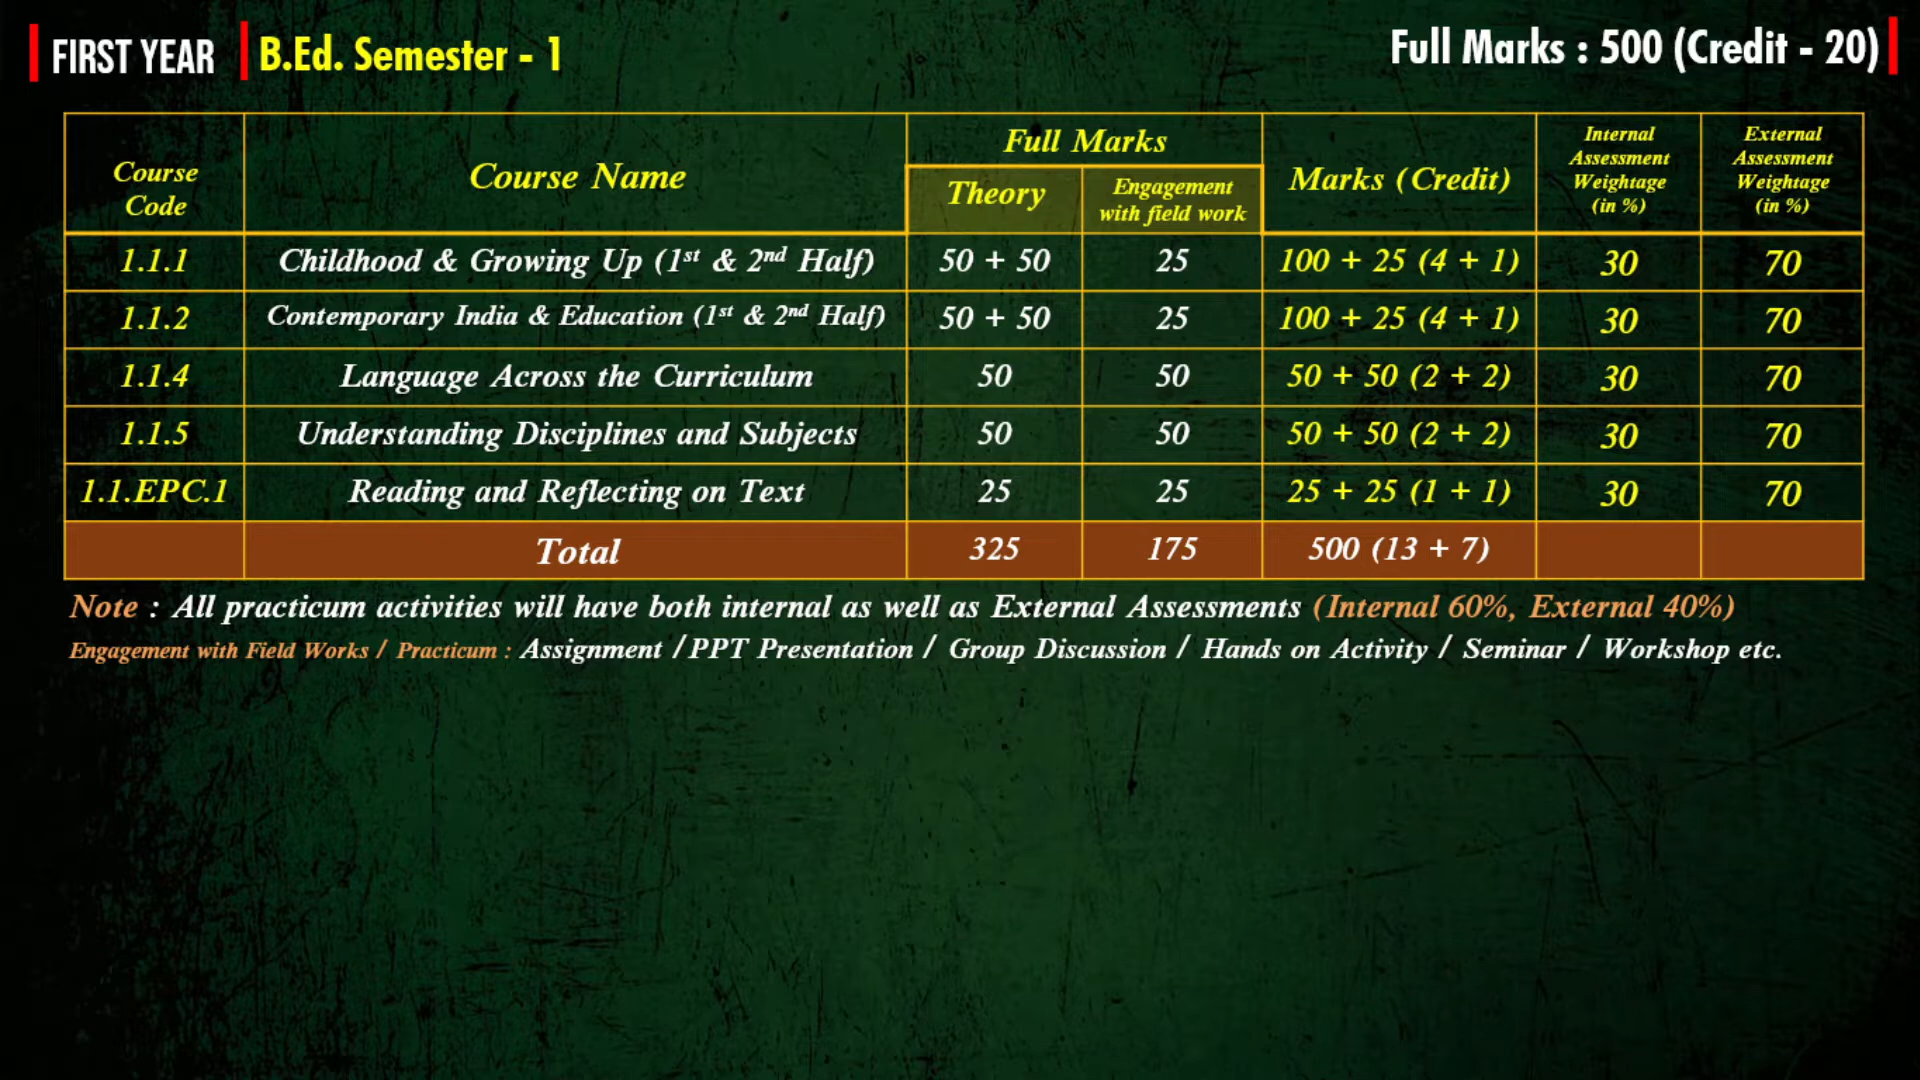 FIRST YEAR B.Ed. Semester - 1 Full Marks : 500 (Credit - 20)
Course Code Course Name Full Marks Theory Engagement with field work Marks (Credit) Internal Assessment Weightage (in %) External Assessment Weightage (in %)
1.1.1 Childhood & Growing Up (1st & 2nd Half) 50 + 50 25 100 + 25 (4 + 1) 30 70
1.1.2 Contemporary India & Education (1st & 2nd Half) 50 + 50 25 100 + 25 (4 + 1) 30 70
1.1.4 Language Across the Curriculum 50 50 50 + 50 (2 + 2) 30 70
1.1.5 Understanding Disciplines and Subjects 50 50 50 + 50 (2 + 2) 30 70
1.1.EPC.1 Reading and Reflecting on Text 25 25 25 + 25 (1 + 1) 30 70
Total 325 175 500 (13 + 7)
Note : All practicum activities will have both internal as well as External Assessments (Internal 60%, External 40%)
Engagement with Field Works / Practicum : Assignment /PPT Presentation / Group Discussion / Hands on Activity / Seminar / Workshop etc.